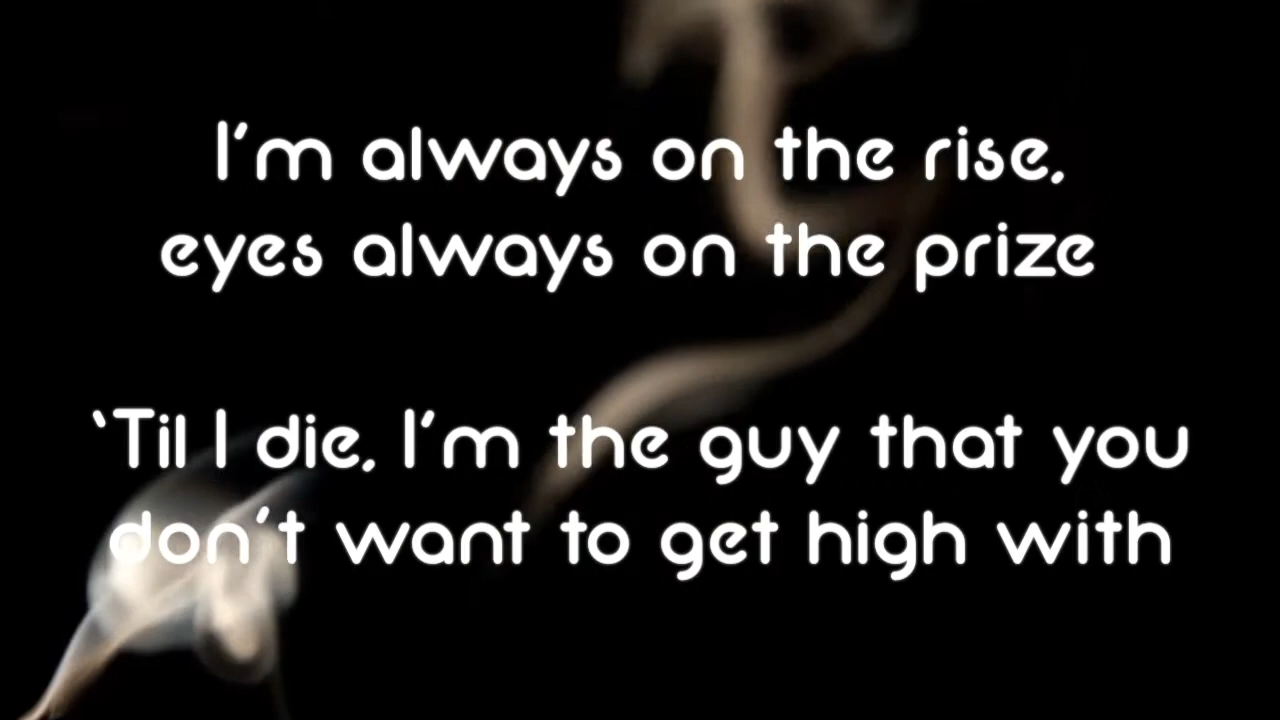 I'm always on the rise,
eyes always on the prize
'Til I die, I'm the guy that you
don't want to get high with